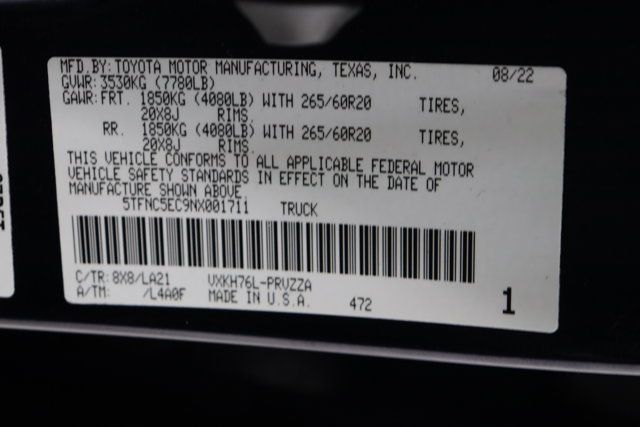 MFD.BY: TOYOTA MOTOR MANUFACTURING, TEXAS, INC. 08/22
GVWR: 3530KG (7780LB)
GAWR: FRT. 1850KG (4080LB) WITH 265/60R20 TIRES,
20X8J RIMS,
RR. 1850KG (4080LB) WITH 265/60R20 TIRES,
20X8J RIMS,
THIS VEHICLE CONFORMS TO ALL APPLICABLE FEDERAL MOTOR
VEHICLE SAFETY STANDARDS IN EFFECT ON THE DATE OF
MANUFACTURE SHOWN ABOVE
5TFNC5EC9NX001711 TRUCK
C/TR: 8X8/LA21 VXKH76L-PRVZZA
A/TM: /L4A0F MADE IN U.S.A. 472 1